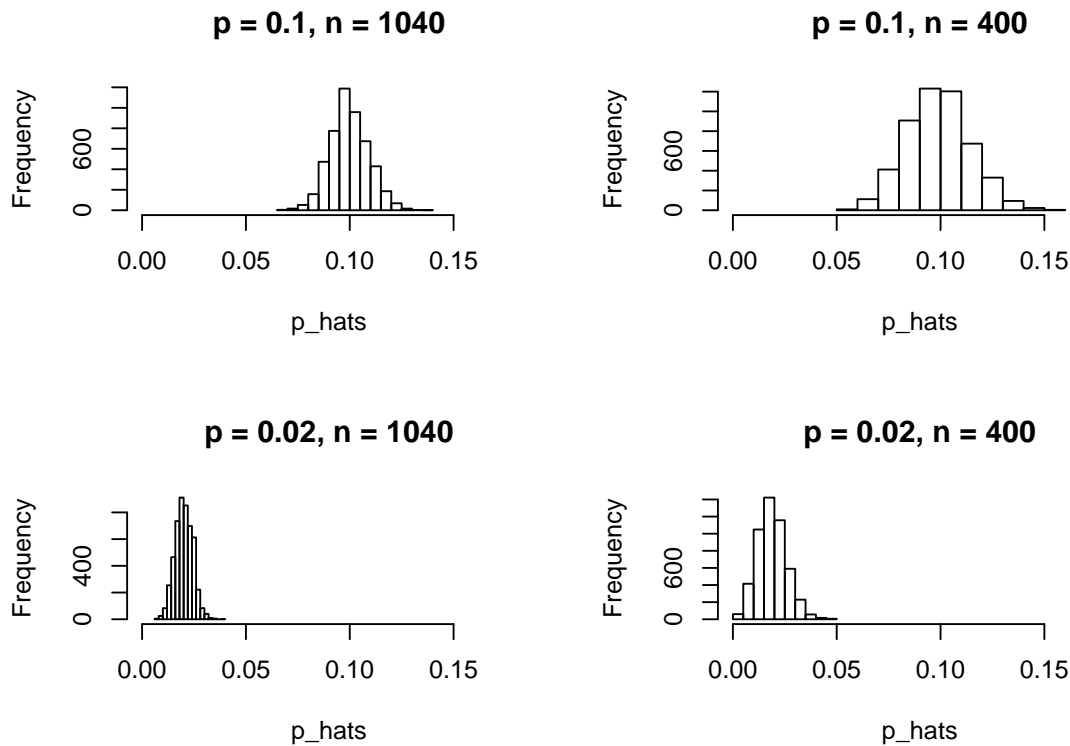 p = 0.1, n = 1040
Frequency
0
600
0.00 0.05 0.10 0.15
p_hats
p = 0.1, n = 400
Frequency
0
600
0.00 0.05 0.10 0.15
p_hats
p = 0.02, n = 1040
Frequency
0
400
0.00 0.05 0.10 0.15
p_hats
p = 0.02, n = 400
Frequency
0
600
0.00 0.05 0.10 0.15
p_hats